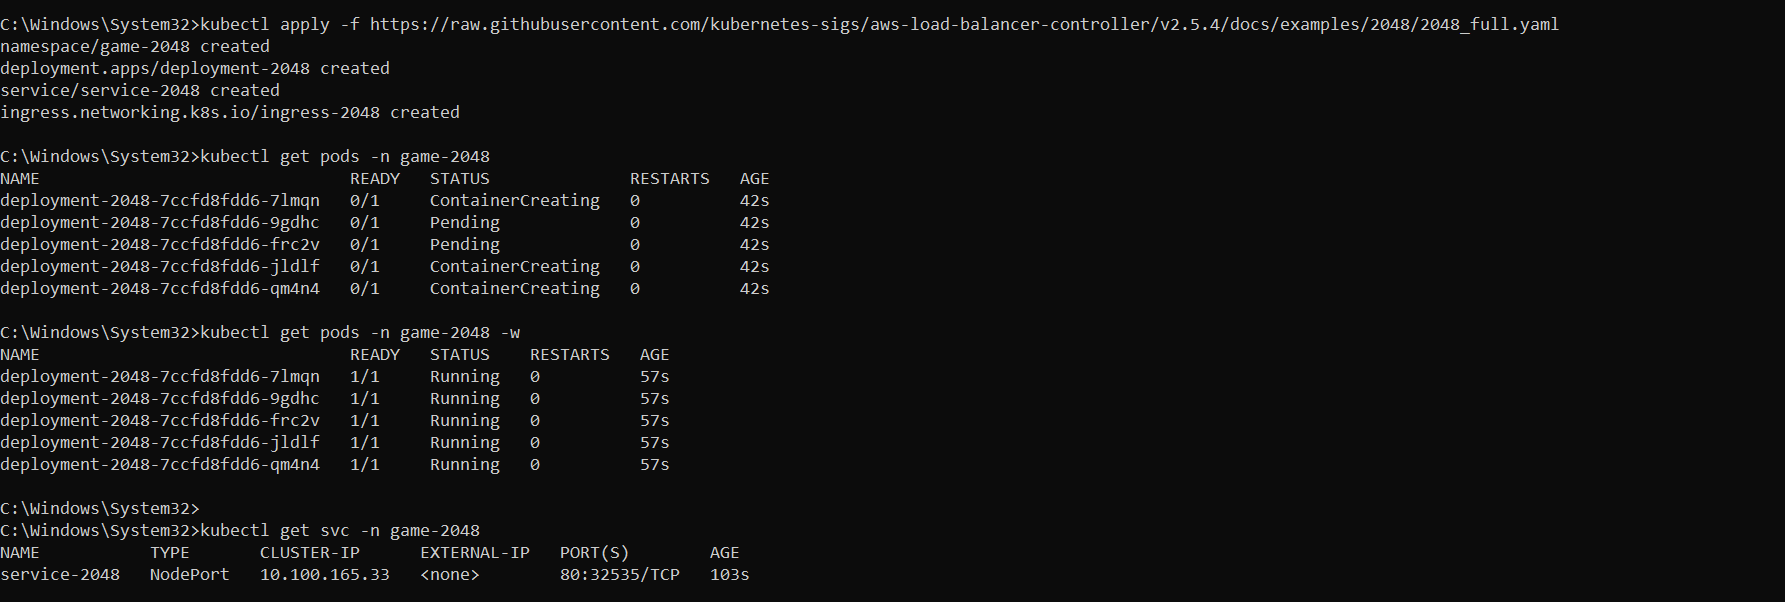 C:\Windows\System32>kubectl apply -f https://raw.githubusercontent.com/kubernetes-sigs/aws-load-balancer-controller/v2.5.4/docs/examples/2048/2048_full.yaml
namespace/game-2048 created
deployment.apps/deployment-2048 created
service/service-2048 created
ingress.networking.k8s.io/ingress-2048 created
C:\Windows\System32>kubectl get pods -n game-2048
NAME                               READY   STATUS              RESTARTS   AGE
deployment-2048-7ccfd8fdd6-7lmqn   0/1     ContainerCreating   0          42s
deployment-2048-7ccfd8fdd6-9gdhc   0/1     Pending             0          42s
deployment-2048-7ccfd8fdd6-frc2v   0/1     Pending             0          42s
deployment-2048-7ccfd8fdd6-jldlf   0/1     ContainerCreating   0          42s
deployment-2048-7ccfd8fdd6-qm4n4   0/1     ContainerCreating   0          42s
C:\Windows\System32>kubectl get pods -n game-2048 -w
NAME                               READY   STATUS    RESTARTS   AGE
deployment-2048-7ccfd8fdd6-7lmqn   1/1     Running   0          57s
deployment-2048-7ccfd8fdd6-9gdhc   1/1     Running   0          57s
deployment-2048-7ccfd8fdd6-frc2v   1/1     Running   0          57s
deployment-2048-7ccfd8fdd6-jldlf   1/1     Running   0          57s
deployment-2048-7ccfd8fdd6-qm4n4   1/1     Running   0          57s
C:\Windows\System32>
C:\Windows\System32>kubectl get svc -n game-2048
NAME           TYPE       CLUSTER-IP      EXTERNAL-IP   PORT(S)        AGE
service-2048   NodePort   10.100.165.33   <none>        80:32535/TCP   103s